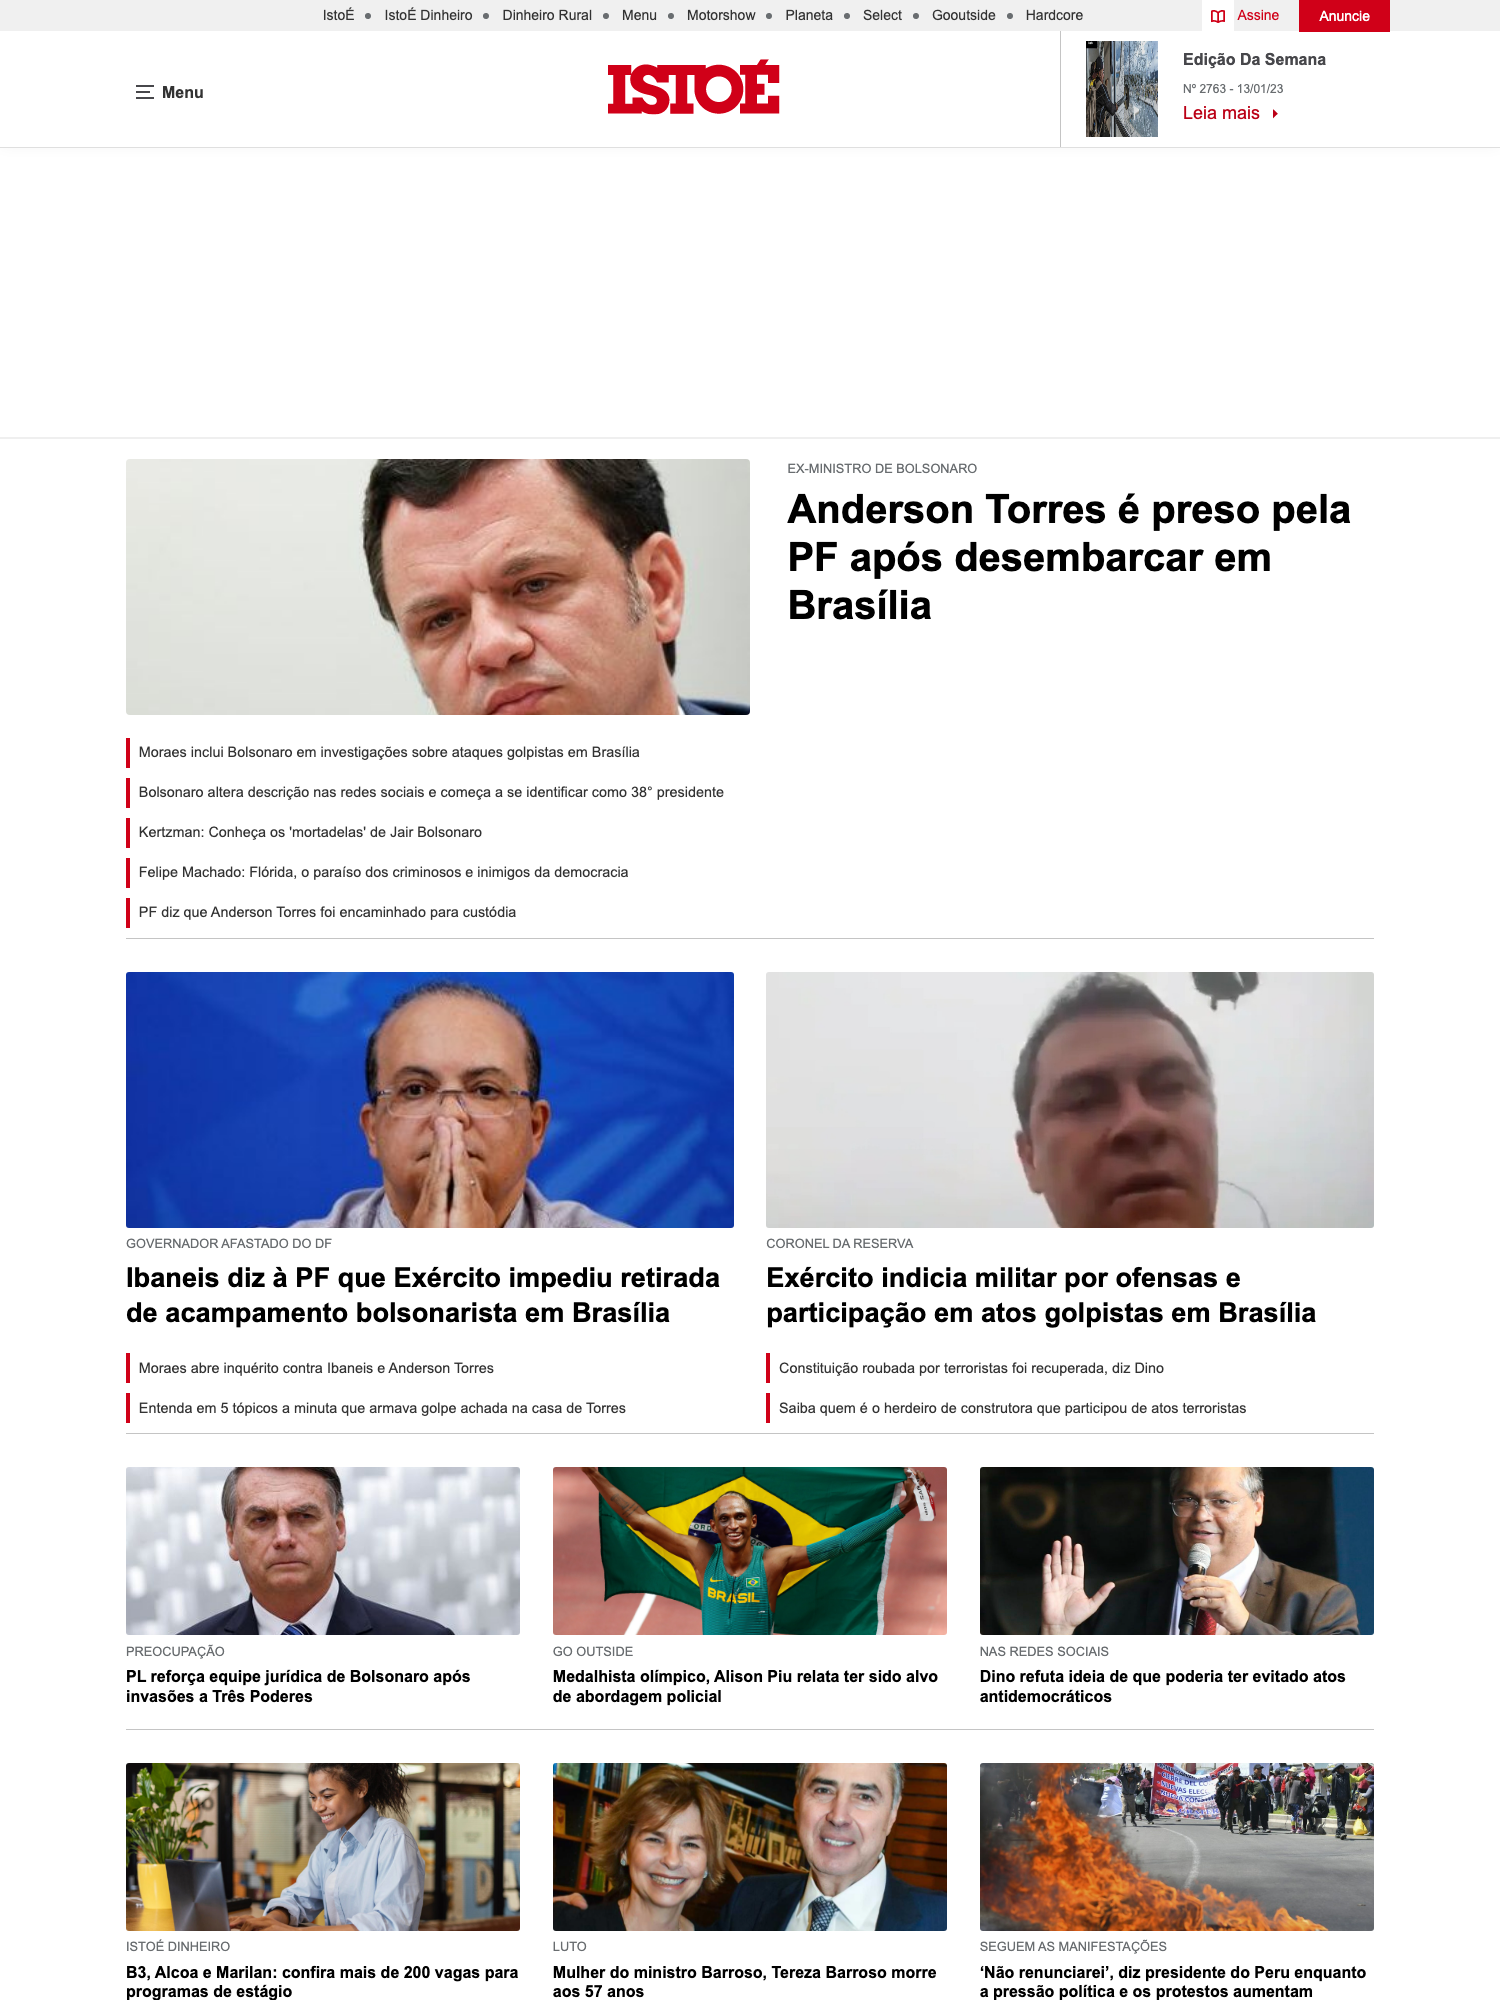 IstoÉ
IstoÉ Dinheiro
Dinheiro Rural
Menu
Motorshow
Planeta
Select
Gooutside
Hardcore
Assine
Anuncie
Menu
ISTOÉ
Edição Da Semana
Nº 2763 - 13/01/23
Leia mais
EX-MINISTRO DE BOLSONARO
Anderson Torres é preso pela
PF após desembarcar em
Brasília
Moraes inclui Bolsonaro em investigações sobre ataques golpistas em Brasília
Bolsonaro altera descrição nas redes sociais e começa a se identificar como 38° presidente
Kertzman: Conheça os 'mortadelas' de Jair Bolsonaro
Felipe Machado: Flórida, o paraíso dos criminosos e inimigos da democracia
PF diz que Anderson Torres foi encaminhado para custódia
GOVERNADOR AFASTADO DO DF
Ibaneis diz à PF que Exército impediu retirada
de acampamento bolsonarista em Brasília
Moraes abre inquérito contra Ibaneis e Anderson Torres
Entenda em 5 tópicos a minuta que armava golpe achada na casa de Torres
CORONEL DA RESERVA
Exército indicia militar por ofensas e
participação em atos golpistas em Brasília
Constituição roubada por terroristas foi recuperada, diz Dino
Saiba quem é o herdeiro de construtora que participou de atos terroristas
PREOCUPAÇÃO
PL reforça equipe jurídica de Bolsonaro após
invasões a Três Poderes
ORD
BRASIL
GO OUTSIDE
Medalhista olímpico, Alison Piu relata ter sido alvo
de abordagem policial
NAS REDES SOCIAIS
Dino refuta ideia de que poderia ter evitado atos
antidemocráticos
ISTOÉ DINHEIRO
B3, Alcoa e Marilan: confira mais de 200 vagas para
programas de estágio
LUTO
Mulher do ministro Barroso, Tereza Barroso morre
aos 57 anos
SEGUEM AS MANIFESTAÇÕES
‘Não renunciarei’, diz presidente do Peru enquanto
a pressão política e os protestos aumentam